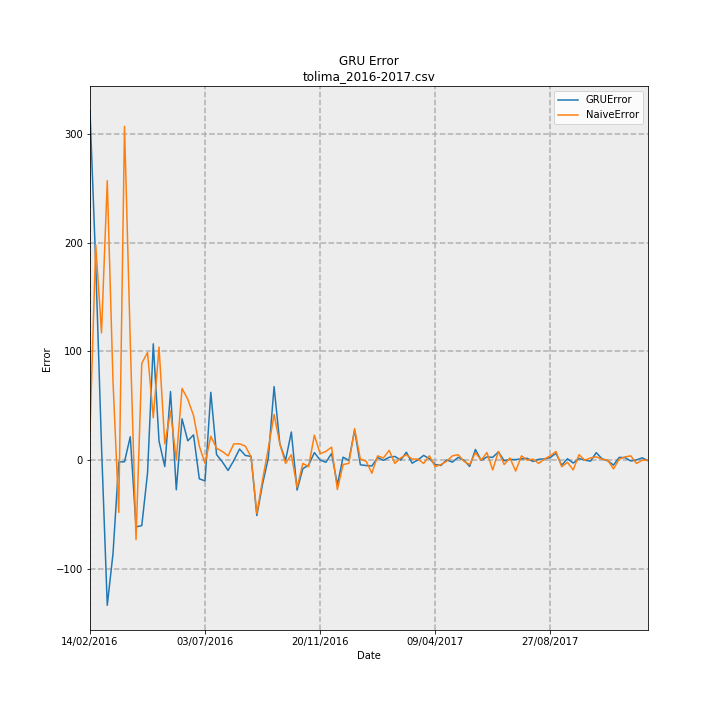 GRU Error
tolima_2016-2017.csv
GRUError
NaiveError
300
200
100
0
−100
Error
14/02/2016
03/07/2016
20/11/2016
09/04/2017
27/08/2017
Date